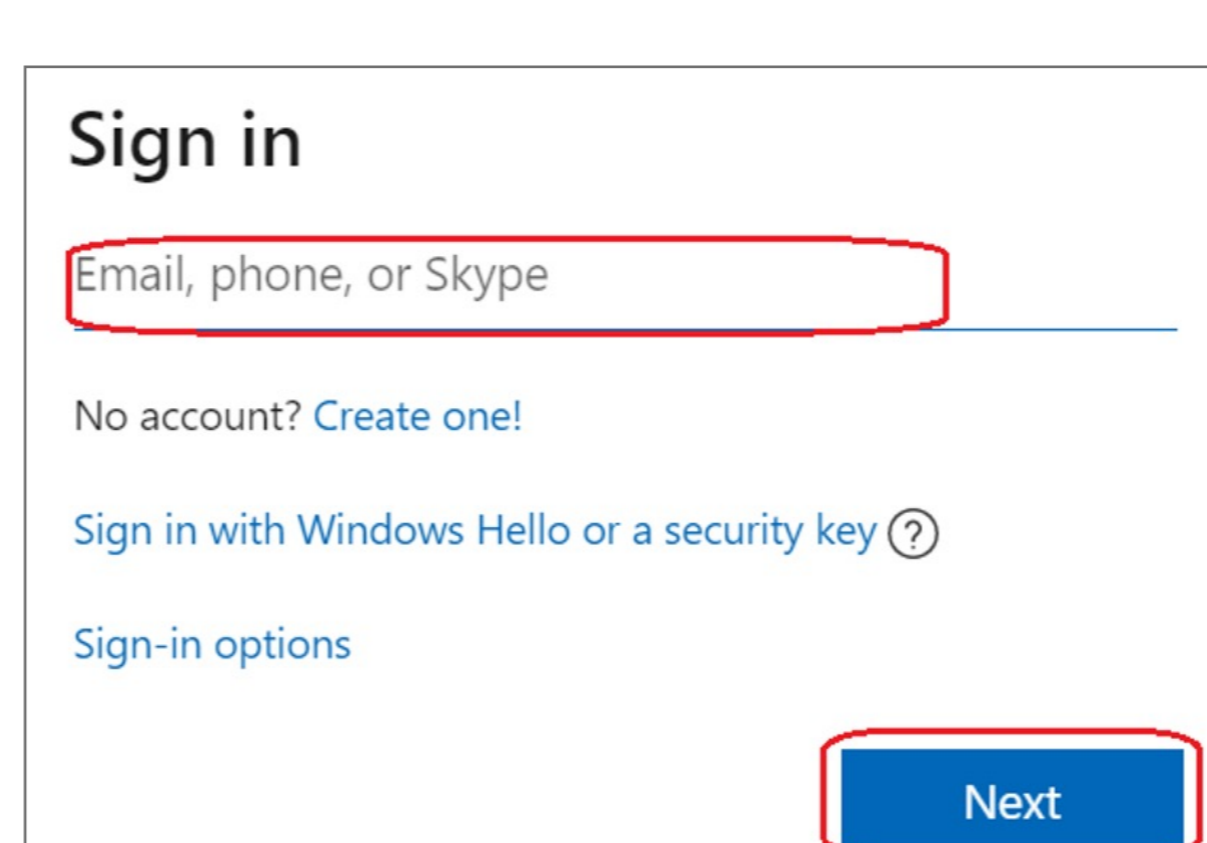 Sign in
Email, phone, or Skype
No account? Create one!
Sign in with Windows Hello or a security key ?
Sign-in options
Next